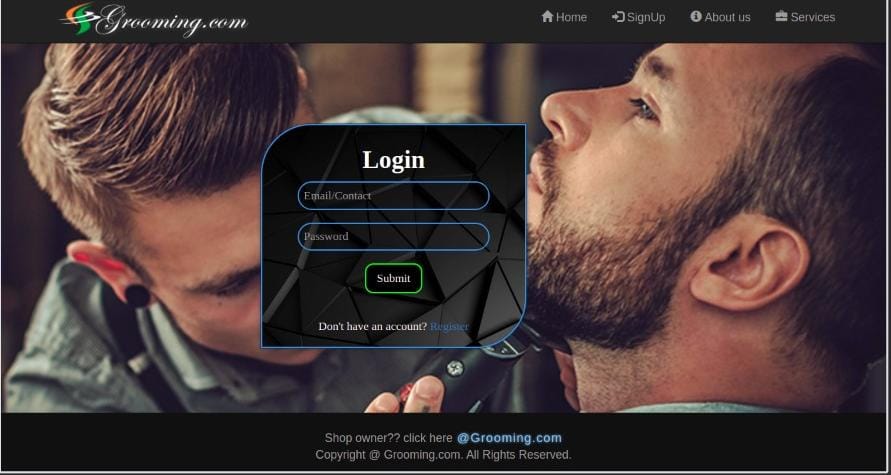 Grooming.com
Home SignUp About us Services
Login
Email/Contact
Password
Submit
Don't have an account? Register
Shop owner?? click here @Grooming.com
Copyright @ Grooming.com. All Rights Reserved.